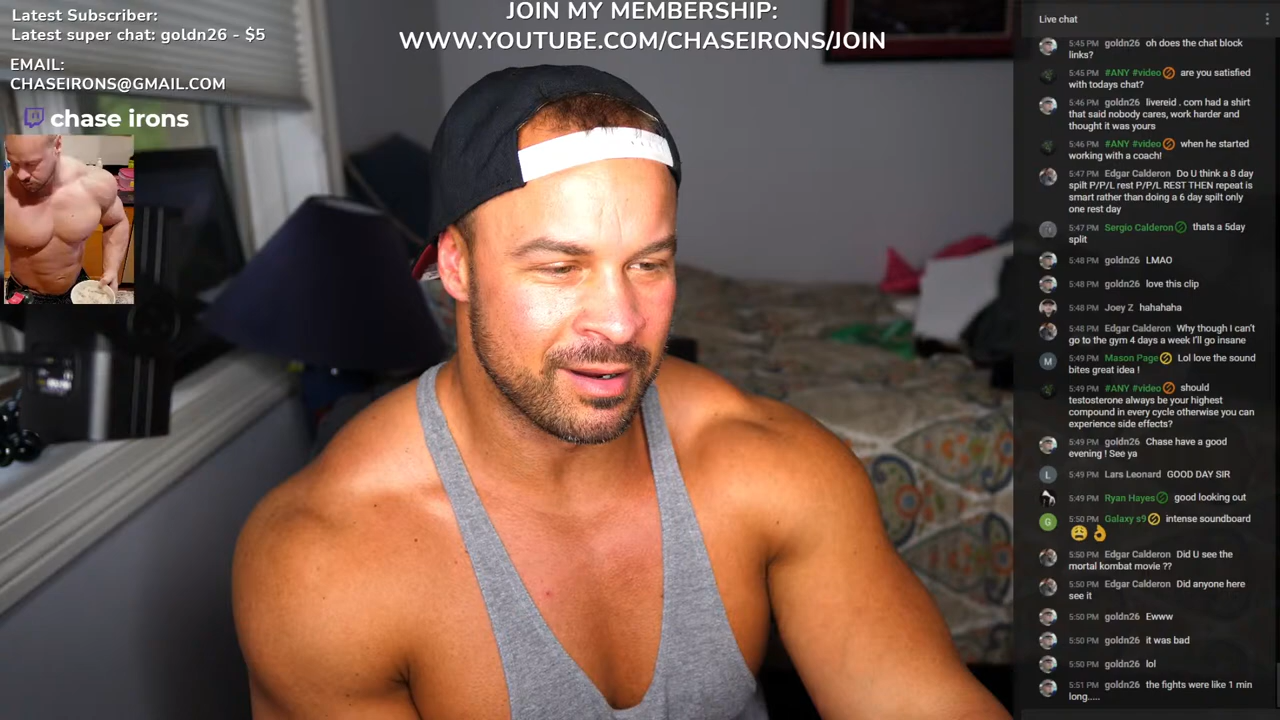 Latest Subscriber:
Latest super chat: goldn26 - $5
EMAIL:
CHASEIRONS@GMAIL.COM
chase irons
JOIN MY MEMBERSHIP:
WWW.YOUTUBE.COM/CHASEIRONS/JOIN
Live chat
5:45 PM goldn26 oh does the chat block
links?
5:45 PM #ANY #video are you satisfied
with todays chat?
5:46 PM goldn26 livereid . com had a shirt
that said nobody cares, work harder and
thought it was yours
5:46 PM #ANY #video when he started
working with a coach!
5:47 PM Edgar Calderon Do U think a 8 day
spilt P/P/L rest P/P/L REST THEN repeat is
smart rather than doing a 6 day spilt only
one rest day
5:47 PM Sergio Calderon thats a 5day
split
5:48 PM goldn26 LMAO
5:48 PM goldn26 love this clip
5:48 PM Joey Z hahahaha
5:48 PM Edgar Calderon Why though I can't
go to the gym 4 days a week I'll go insane
M
5:49 PM Mason Page Lol love the sound
bites great idea !
5:49 PM #ANY #video should
testosterone always be your highest
compound in every cycle otherwise you can
experience side effects?
5:49 PM goldn26 Chase have a good
evening ! See ya
L
5:49 PM Lars Leonard GOOD DAY SIR
5:49 PM Ryan Hayes good looking out
G
5:50 PM Galaxy s9 intense soundboard
😩👌
5:50 PM Edgar Calderon Did U see the
mortal kombat movie ??
5:50 PM Edgar Calderon Did anyone here
see it
5:50 PM goldn26 Ewww
5:50 PM goldn26 it was bad
5:50 PM goldn26 lol
5:51 PM goldn26 the fights were like 1 min
long.....